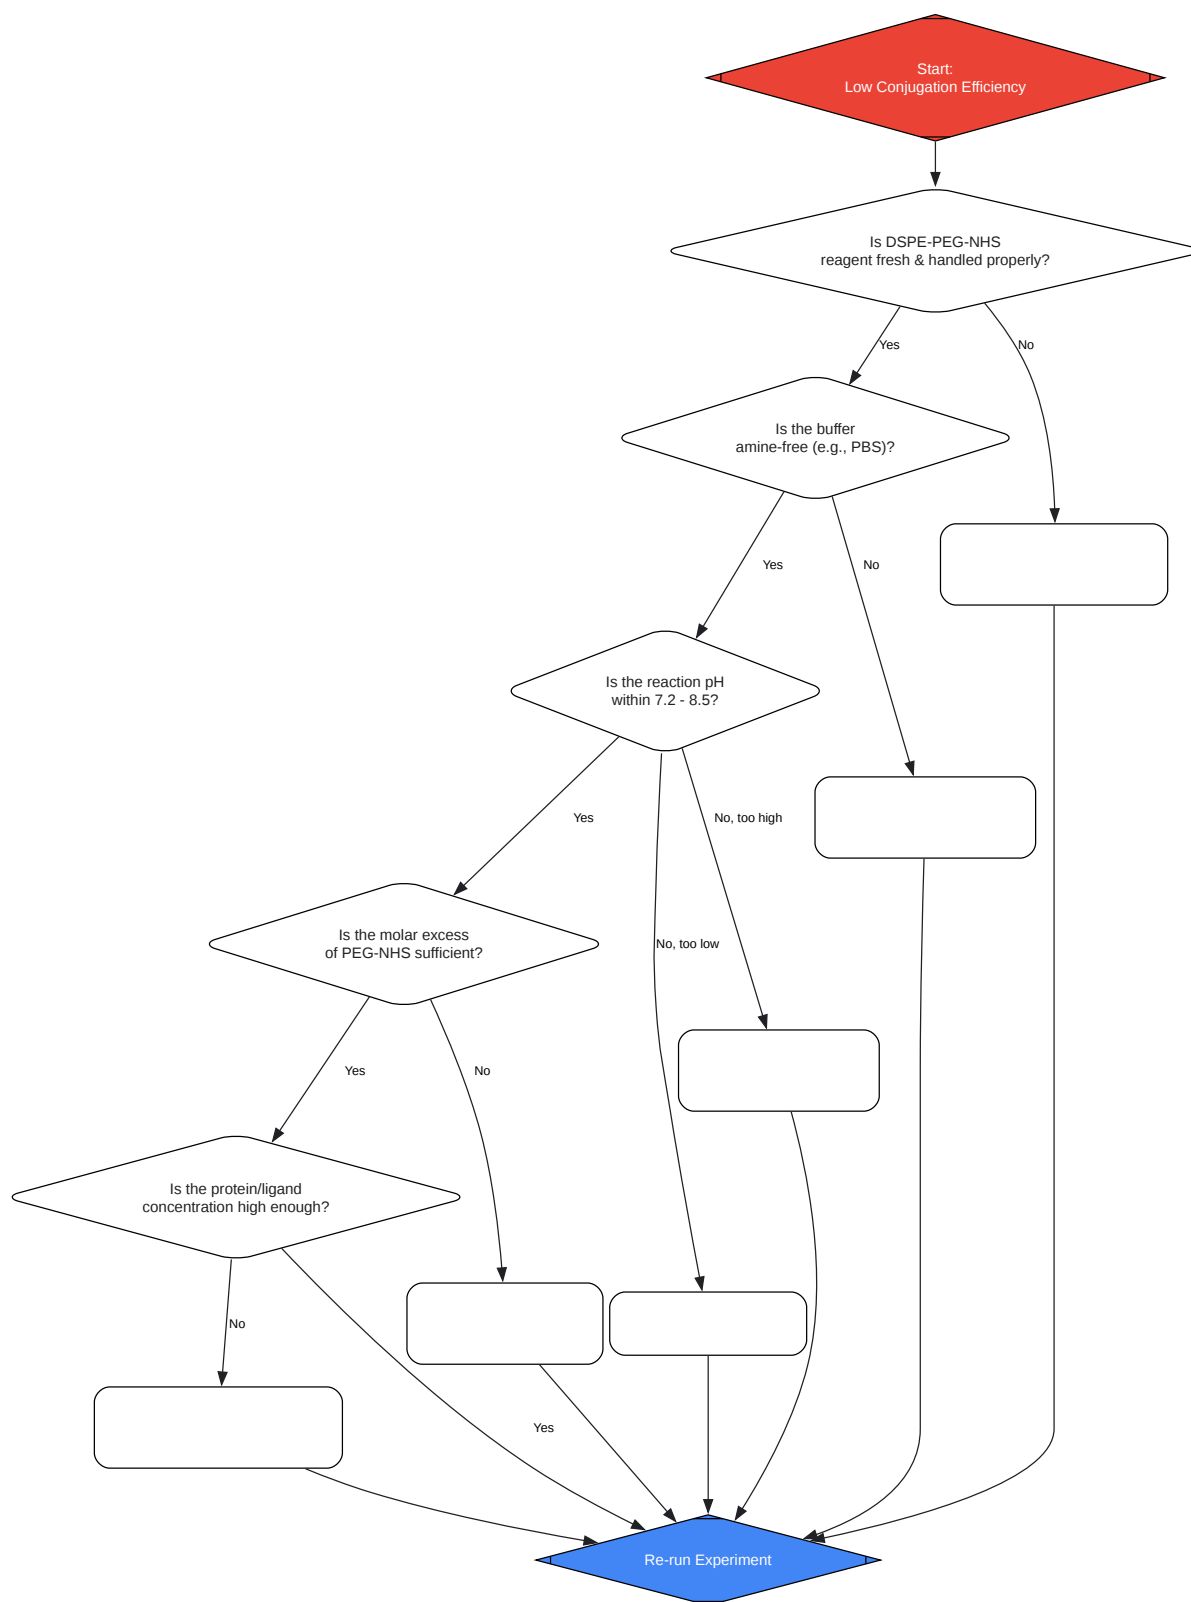 Start:
Low Conjugation Efficiency
Is DSPE-PEG-NHS
reagent fresh & handled properly?
Yes
No
Is the buffer
amine-free (e.g., PBS)?
Yes
No
Is the reaction pH
within 7.2 - 8.5?
Yes
No, too high
No, too low
Is the molar excess
of PEG-NHS sufficient?
Yes
No
Is the protein/ligand
concentration high enough?
No
Yes
Re-run Experiment